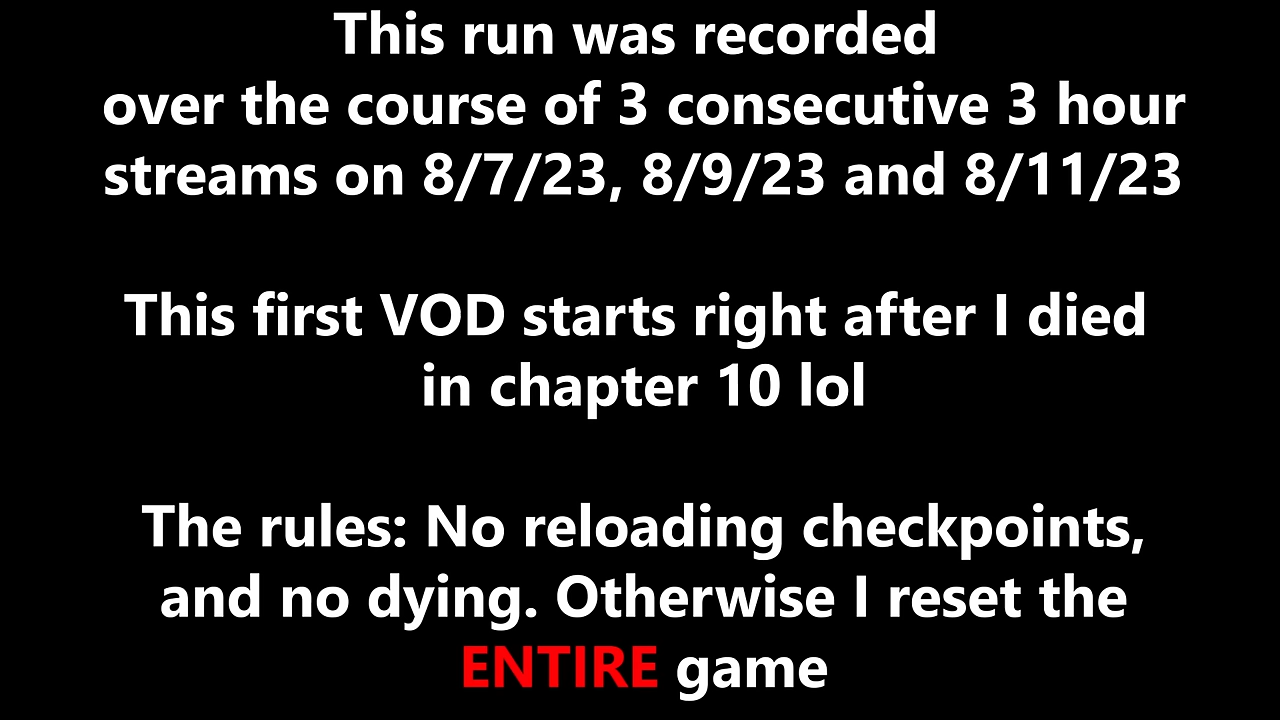 This run was recorded
over the course of 3 consecutive 3 hour
streams on 8/7/23, 8/9/23 and 8/11/23
This first VOD starts right after I died
in chapter 10 lol
The rules: No reloading checkpoints,
and no dying. Otherwise I reset the
ENTIRE game